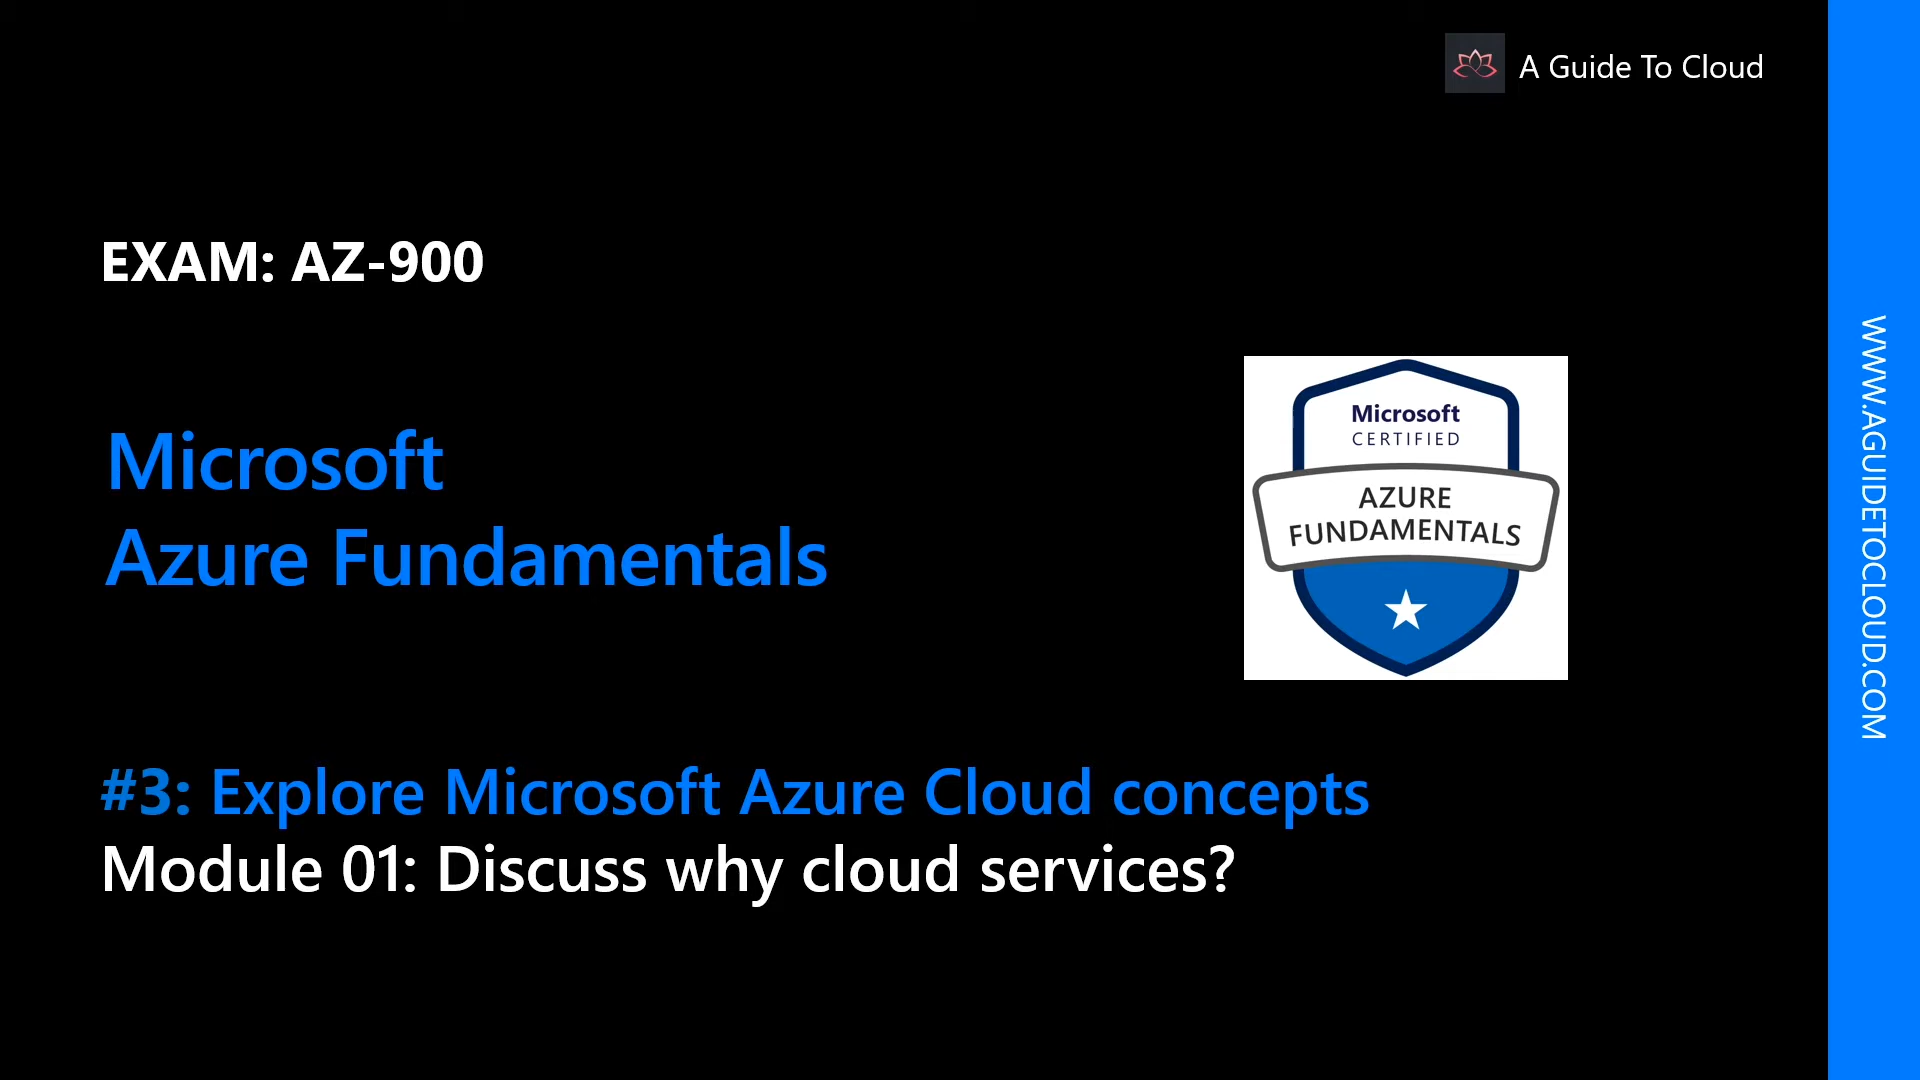 A Guide To Cloud
EXAM: AZ-900
Microsoft
Azure Fundamentals
Microsoft
CERTIFIED
AZURE
FUNDAMENTALS
#3: Explore Microsoft Azure Cloud concepts
Module 01: Discuss why cloud services?
WWW.AGUIDETOCLOUD.COM